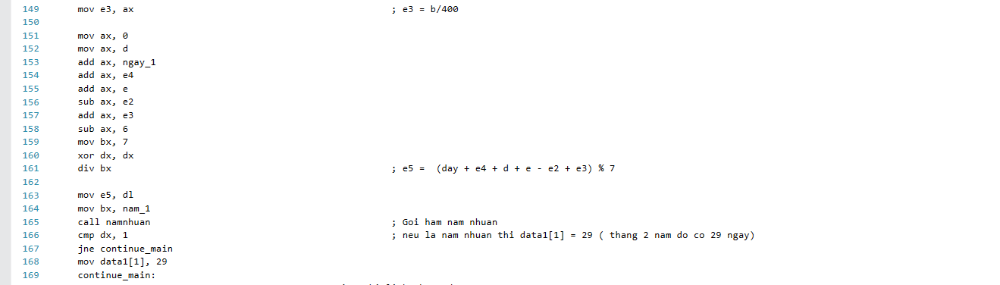 149 mov e3, ax ; e3 = b/400
150
151 mov ax, 0
152 mov ax, d
153 add ax, ngay_1
154 add ax, e4
155 add ax, e
156 sub ax, e2
157 add ax, e3
158 sub ax, 6
159 mov bx, 7
160 xor dx, dx
161 div bx ; e5 = (day + e4 + d + e - e2 + e3) % 7
162
163 mov e5, dl
164 mov bx, nam_1
165 call namnhuan ; Goi ham nam nhuan
166 cmp dx, 1 ; neu la nam nhuan thi data1[1] = 29 ( thang 2 nam do co 29 ngay)
167 jne continue_main
168 mov data1[1], 29
169 continue_main: